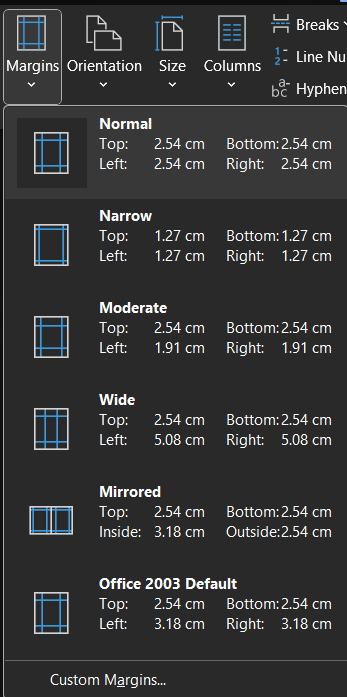 Margins
Orientation
Size
Columns
Breaks
Line Nu
Hyphen
Normal
Top: 2.54 cm Bottom: 2.54 cm
Left: 2.54 cm Right: 2.54 cm
Narrow
Top: 1.27 cm Bottom: 1.27 cm
Left: 1.27 cm Right: 1.27 cm
Moderate
Top: 2.54 cm Bottom: 2.54 cm
Left: 1.91 cm Right: 1.91 cm
Wide
Top: 2.54 cm Bottom: 2.54 cm
Left: 5.08 cm Right: 5.08 cm
Mirrored
Top: 2.54 cm Bottom: 2.54 cm
Inside: 3.18 cm Outside: 2.54 cm
Office 2003 Default
Top: 2.54 cm Bottom: 2.54 cm
Left: 3.18 cm Right: 3.18 cm
Custom Margins...